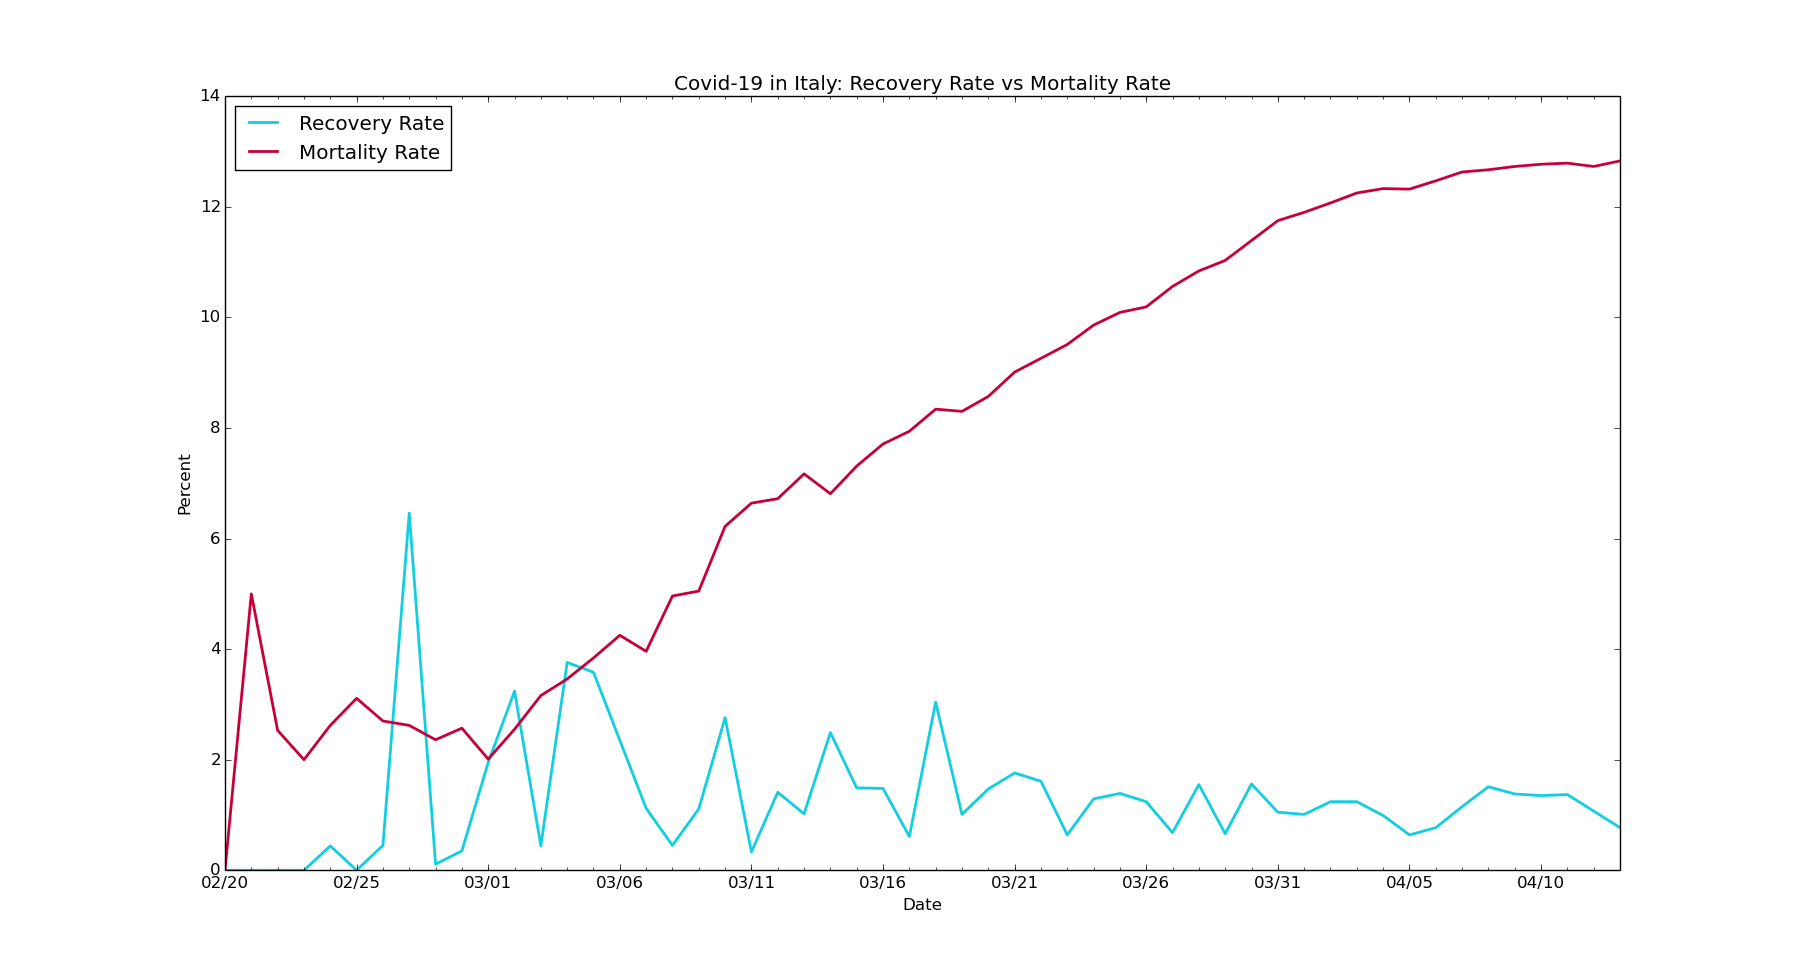 Covid-19 in Italy: Recovery Rate vs Mortality Rate
Recovery Rate
Mortality Rate
14
12
10
8
6
4
2
0
Percent
02/20 02/25 03/01 03/06 03/11 03/16 03/21 03/26 03/31 04/05 04/10
Date